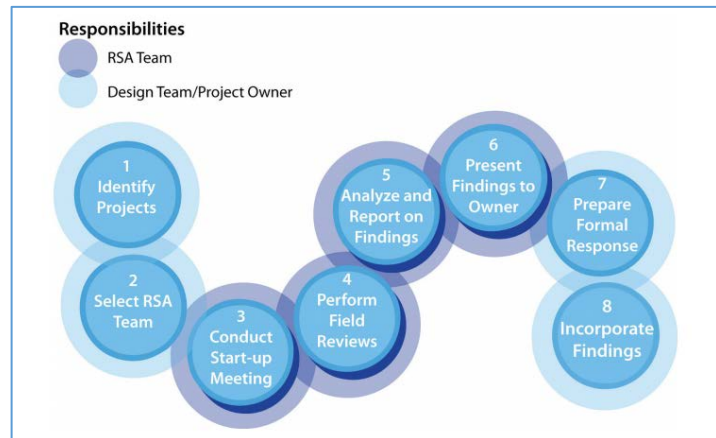 Responsibilities
RSA Team
Design Team/Project Owner
1
Identify
Projects
2
Select RSA
Team
3
Conduct
Start-up
Meeting
4
Perform
Field
Reviews
5
Analyze and
Report on
Findings
6
Present
Findings to
Owner
7
Prepare
Formal
Response
8
Incorporate
Findings